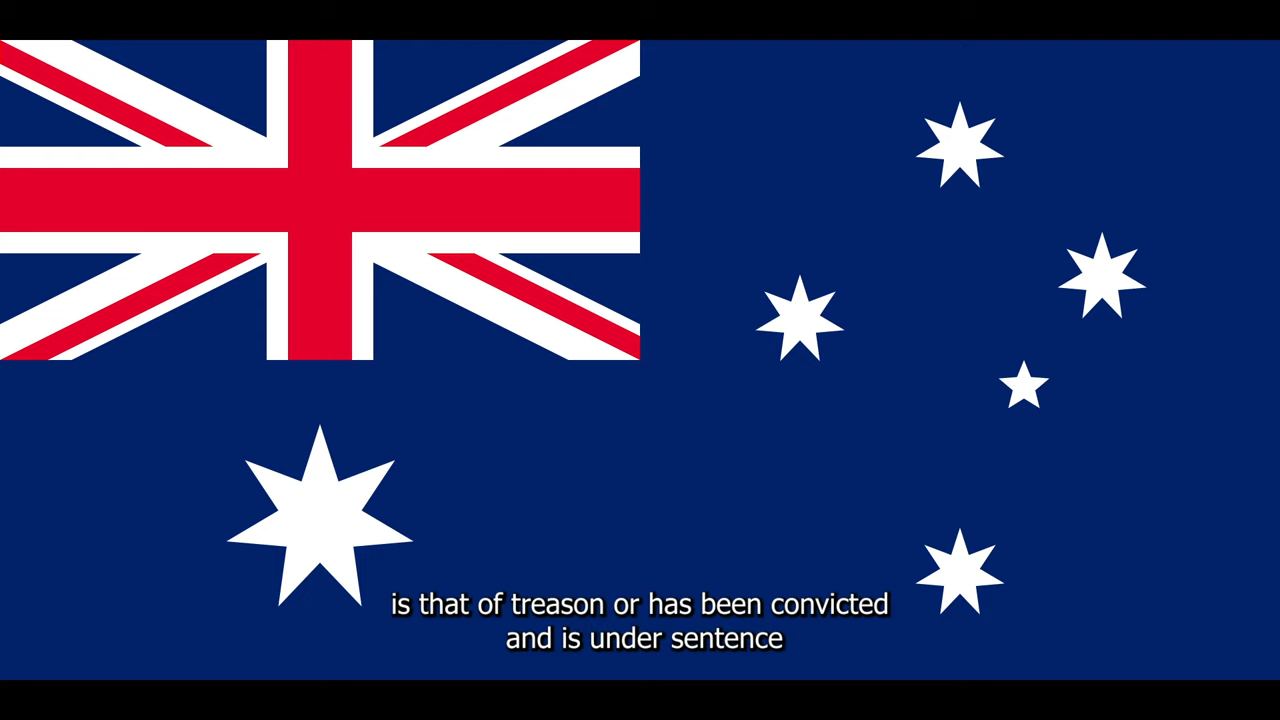 is that of treason or has been convicted
and is under sentence